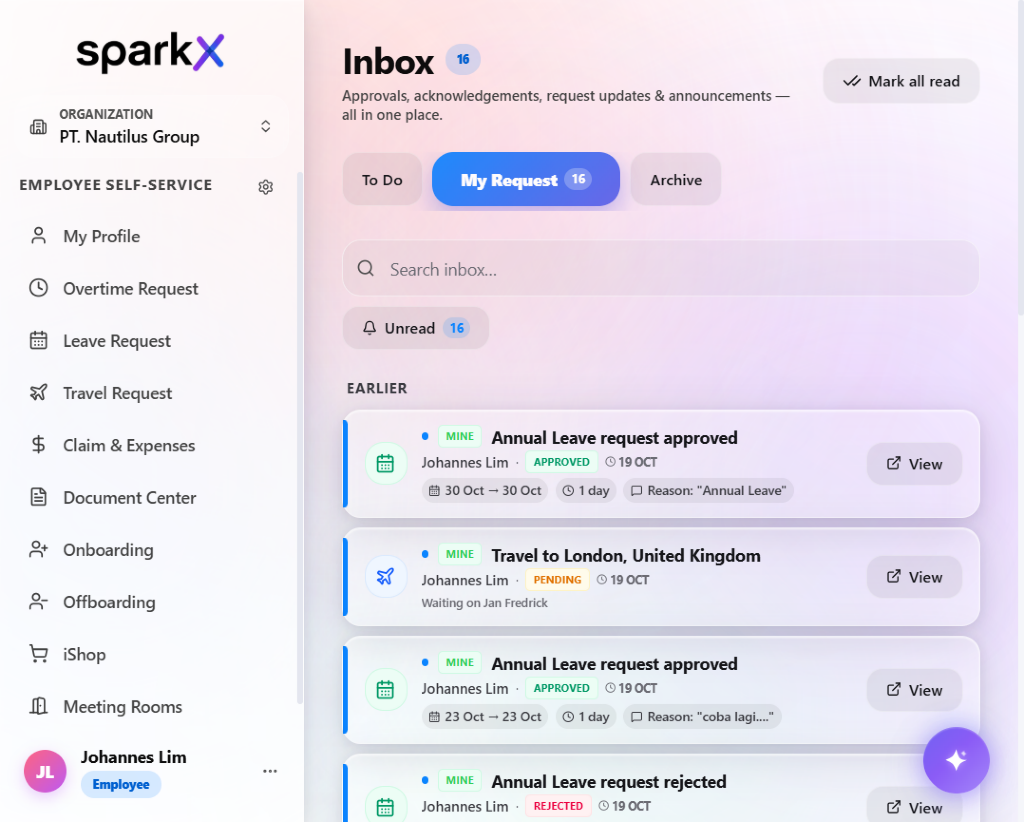 sparkX
ORGANIZATION
PT. Nautilus Group
EMPLOYEE SELF-SERVICE
My Profile
Overtime Request
Leave Request
Travel Request
Claim & Expenses
Document Center
Onboarding
Offboarding
iShop
Meeting Rooms
JL
Johannes Lim
Employee
Inbox 16
Approvals, acknowledgements, request updates & announcements —
all in one place.
Mark all read
To Do
My Request 16
Archive
Search inbox...
Unread 16
EARLIER
MINE Annual Leave request approved
Johannes Lim · APPROVED 19 OCT
30 Oct → 30 Oct 1 day Reason: "Annual Leave"
View
MINE Travel to London, United Kingdom
Johannes Lim · PENDING 19 OCT
Waiting on Jan Fredrick
View
MINE Annual Leave request approved
Johannes Lim · APPROVED 19 OCT
23 Oct → 23 Oct 1 day Reason: "coba lagi...."
View
MINE Annual Leave request rejected
Johannes Lim · REJECTED 19 OCT
View